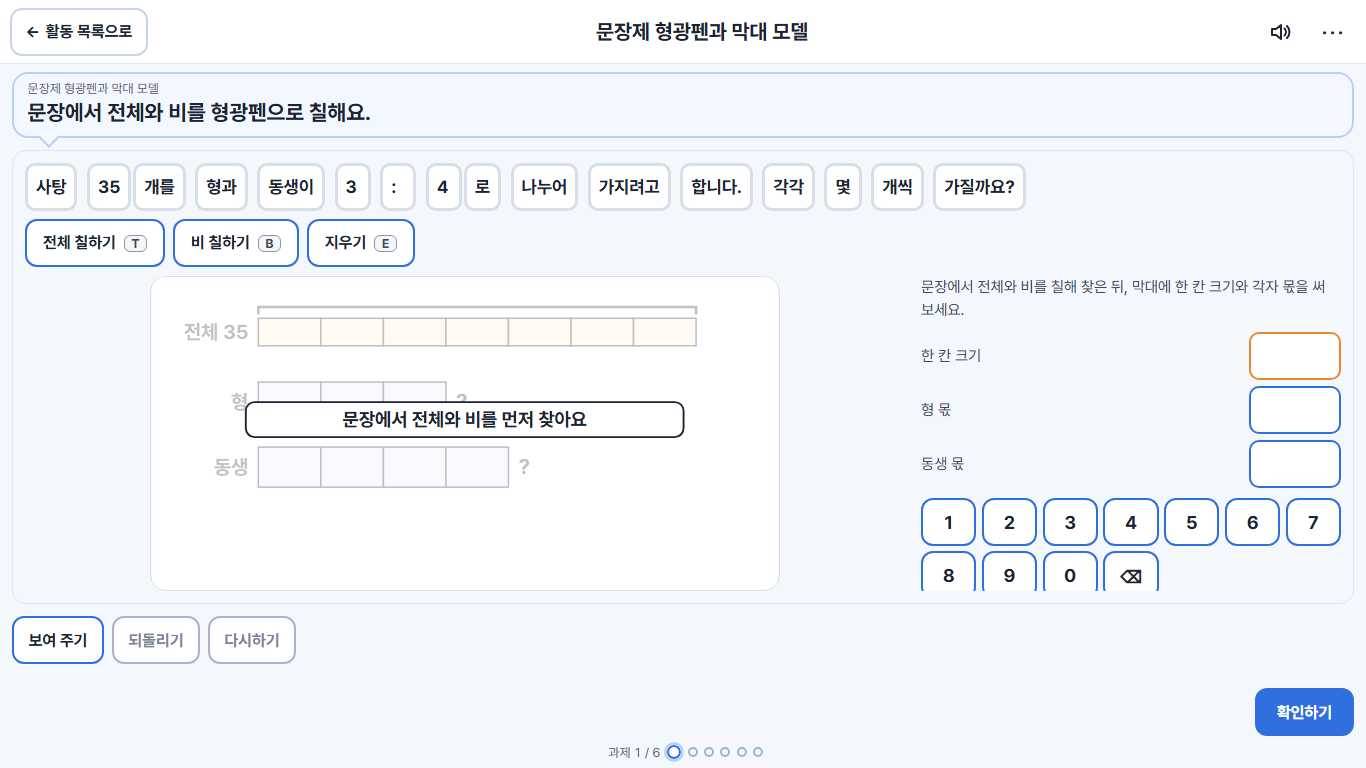 ← 활동 목록으로
문장제 형광펜과 막대 모델
문장제 형광펜과 막대 모델
문장에서 전체와 비를 형광펜으로 칠해요.
사탕 35 개를 형과 동생이 3 : 4 로 나누어 가지려고 합니다. 각각 몇 개씩 가질까요?
전체 칠하기 T 비 칠하기 B 지우기 E
전체 35
형 ?
문장에서 전체와 비를 먼저 찾아요
동생 ?
문장에서 전체와 비를 칠해 찾은 뒤, 막대에 한 칸 크기와 각자 몫을 써
보세요.
한 칸 크기
형 몫
동생 몫
1 2 3 4 5 6 7
8 9 0 ⌫
보여 주기 되돌리기 다시하기
확인하기
과제 1 / 6